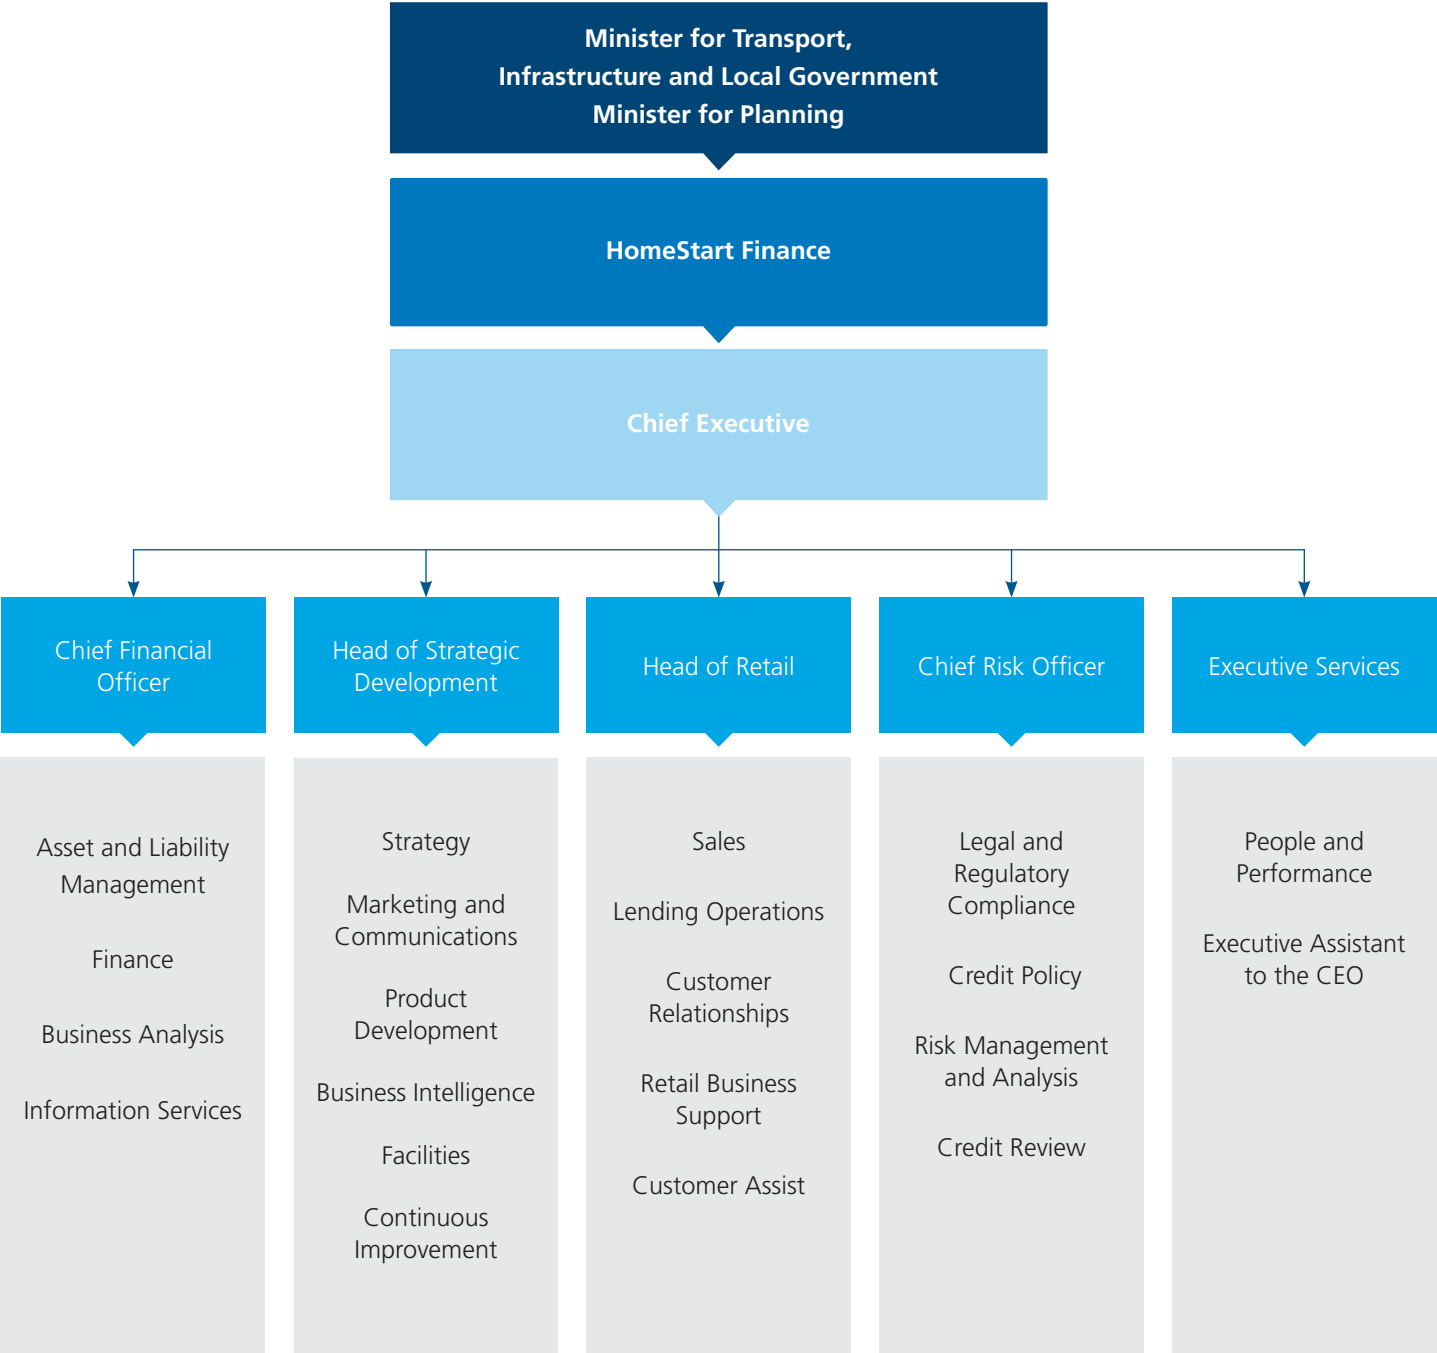 Minister for Transport,
Infrastructure and Local Government
Minister for Planning
HomeStart Finance
Chief Executive
Chief Financial
Officer
Head of Strategic
Development
Head of Retail
Chief Risk Officer
Executive Services
Asset and Liability
Management
Finance
Business Analysis
Information Services
Strategy
Marketing and
Communications
Product
Development
Business Intelligence
Facilities
Continuous
Improvement
Sales
Lending Operations
Customer
Relationships
Retail Business
Support
Customer Assist
Legal and
Regulatory
Compliance
Credit Policy
Risk Management
and Analysis
Credit Review
People and
Performance
Executive Assistant
to the CEO